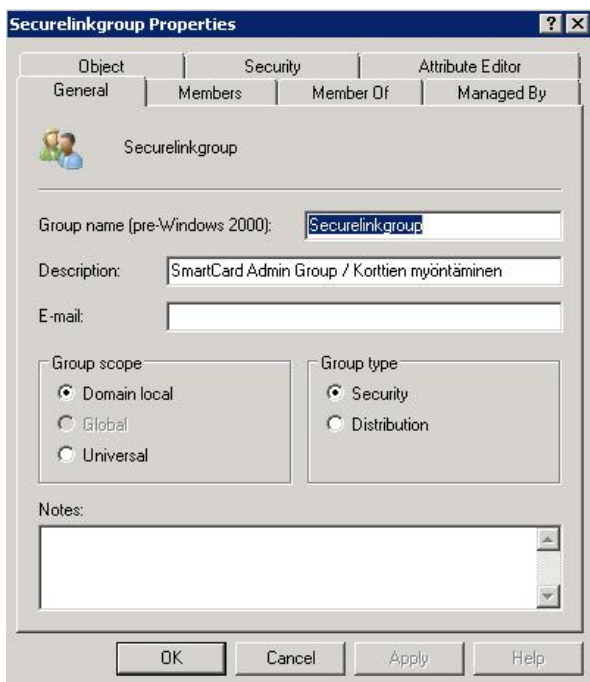 Securelinkgroup Properties
Object Security Attribute Editor
General Members Member Of Managed By
Securelinkgroup
Group name (pre-Windows 2000): Securelinkgroup
Description: SmartCard Admin Group / Korttien myöntäminen
E-mail:
Group scope Group type
Domain local Security
Global Distribution
Universal
Notes:
OK Cancel Apply Help